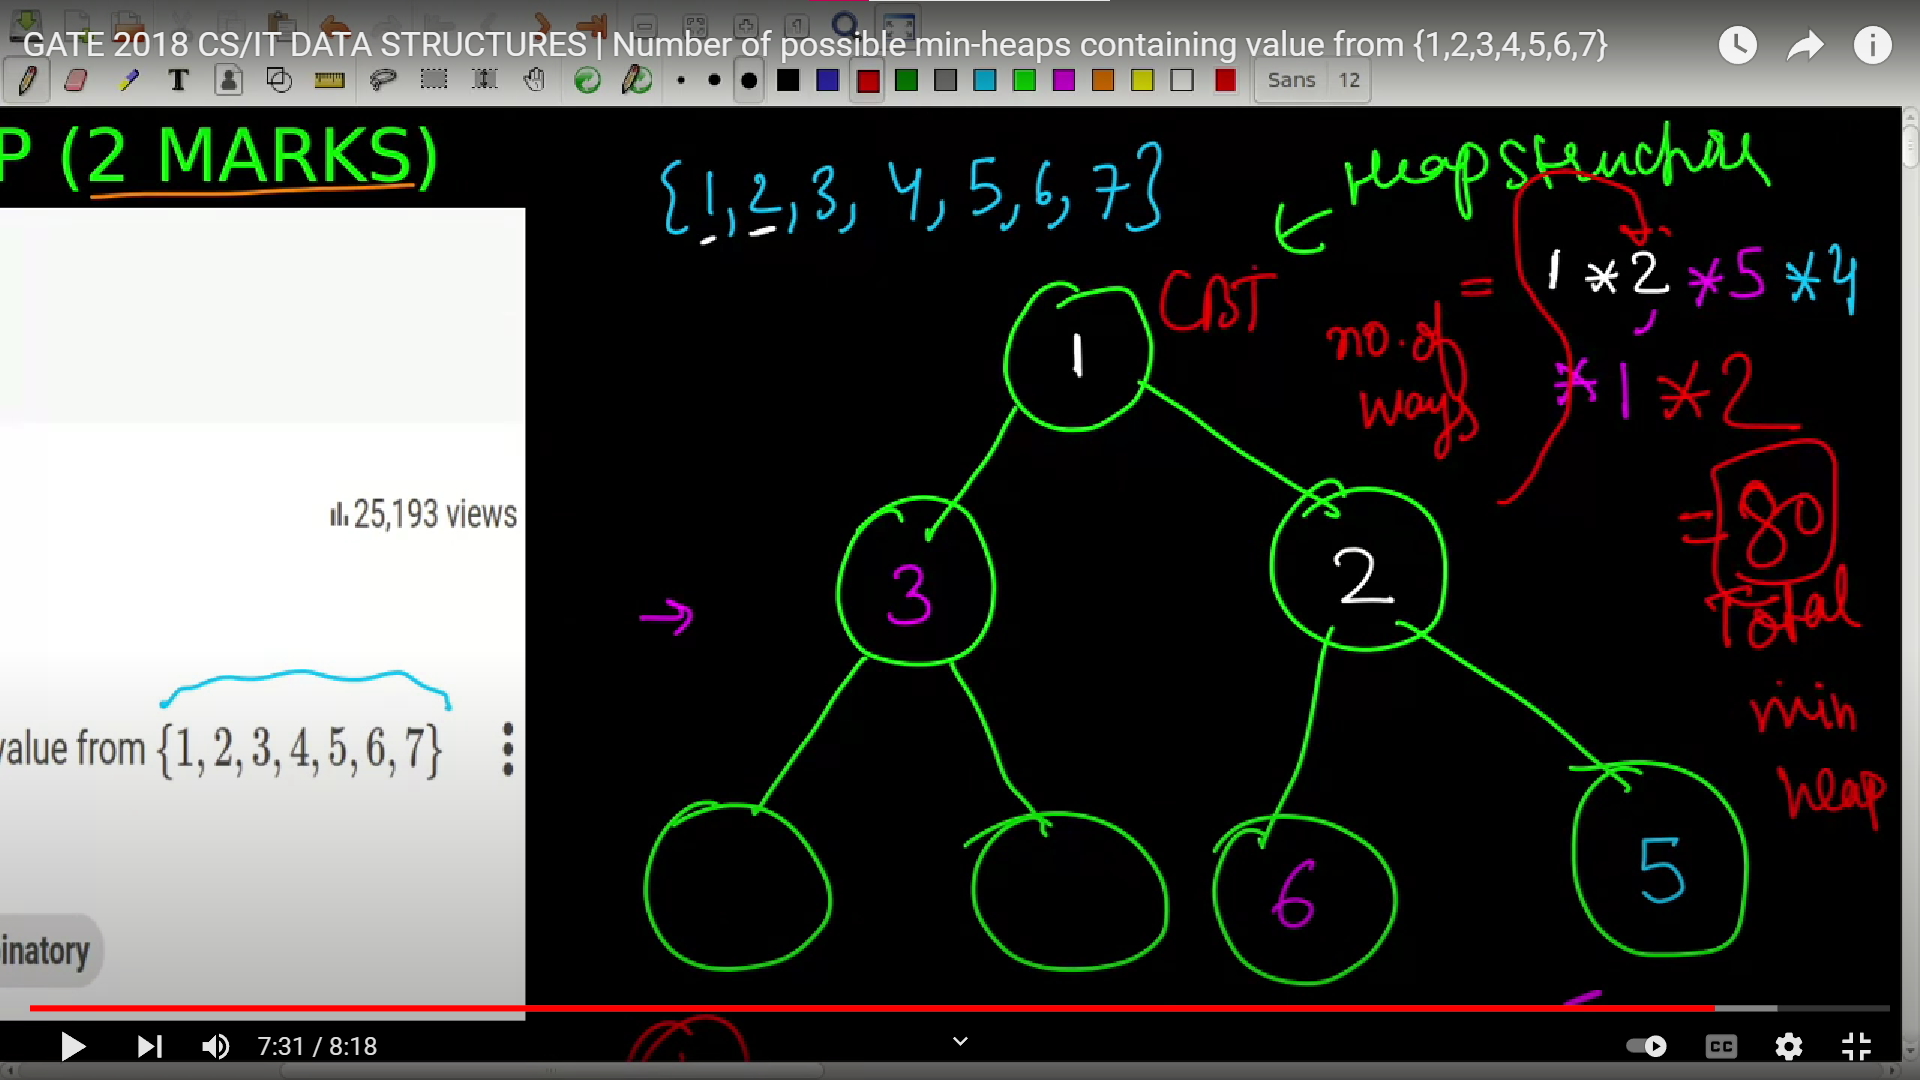 GATE 2018 CS/IT DATA STRUCTURES | Number of possible min-heaps containing value from {1,2,3,4,5,6,7}
Sans 12
P (2 MARKS)
{1, 2, 3, 4, 5, 6, 7}
Heap structure
CBT
no. of ways
= 1 * 2 * 5 * 4
* 1 * 2
= 80
Total
min
heap
1
3
2
6
5
25,193 views
value from {1, 2, 3, 4, 5, 6, 7}
inatory
7:31 / 8:18
CC